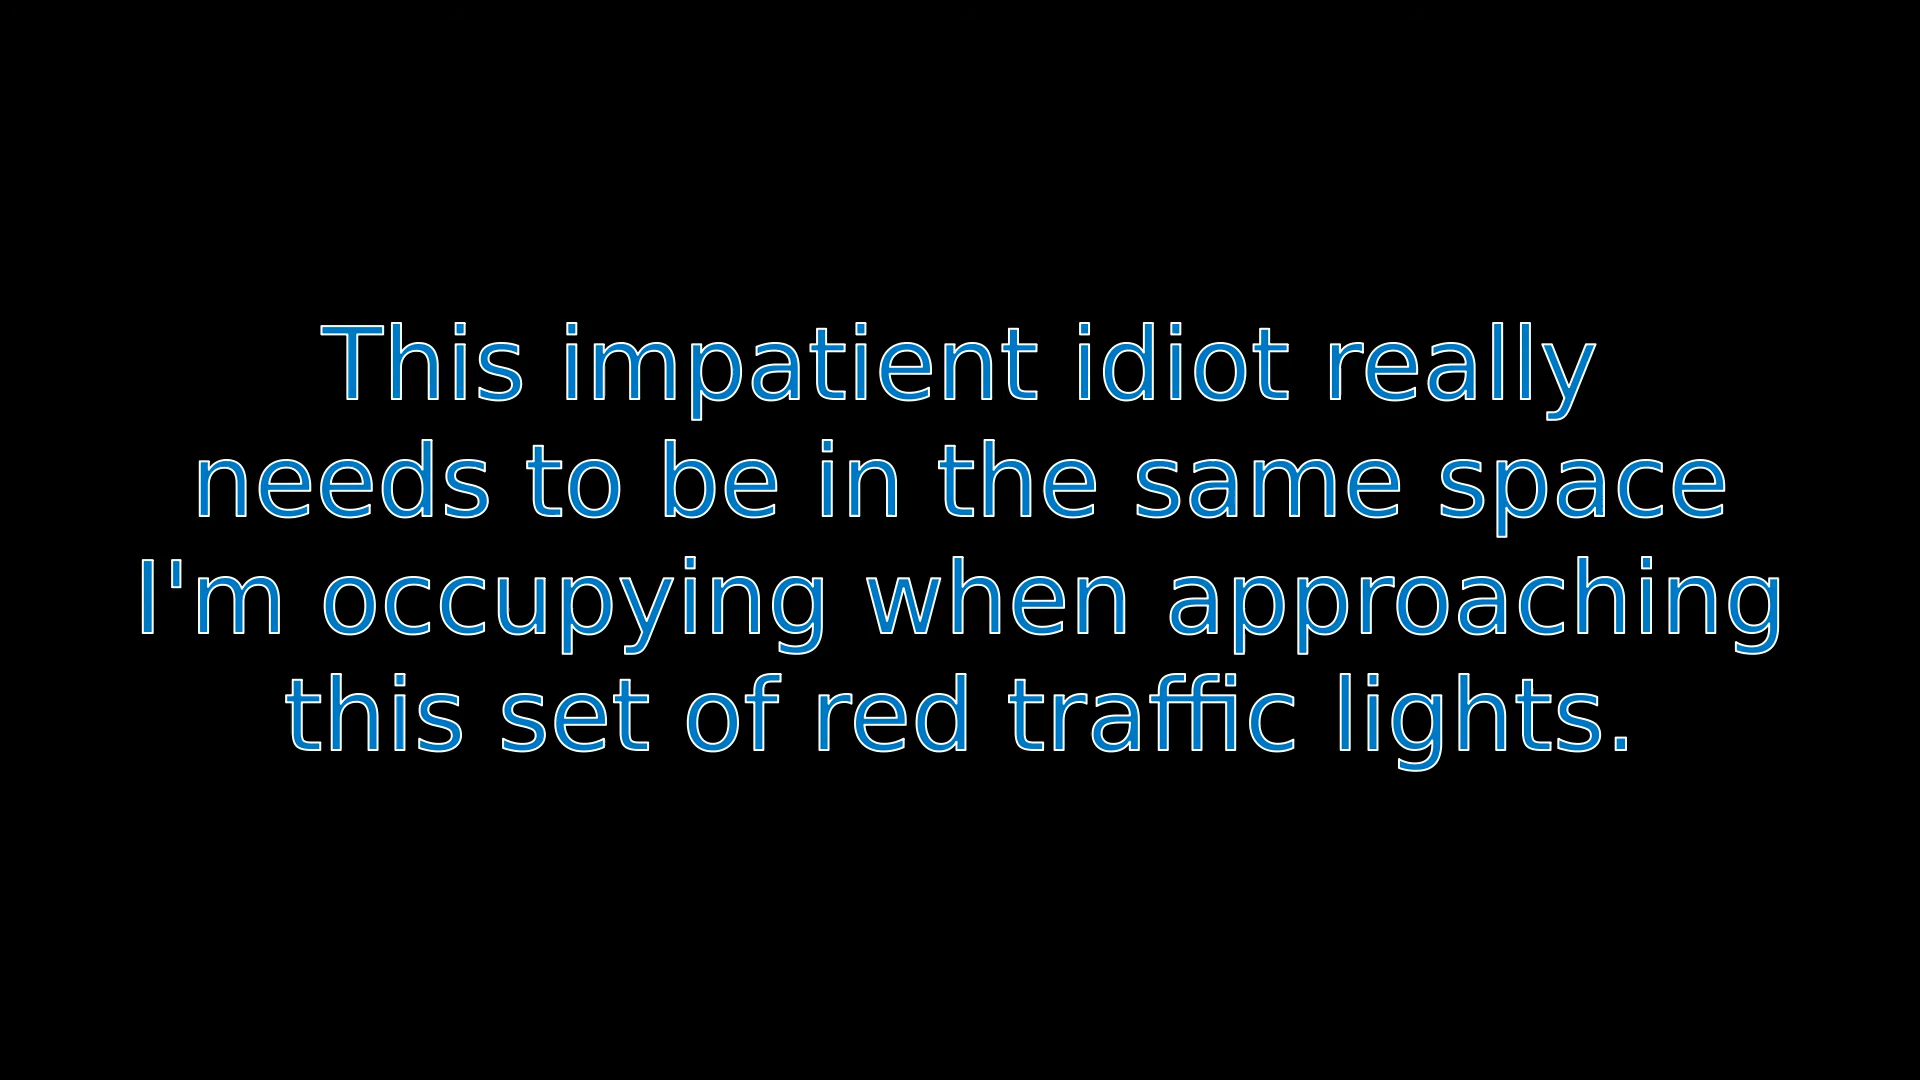 This impatient idiot really
needs to be in the same space
I'm occupying when approaching
this set of red traffic lights.